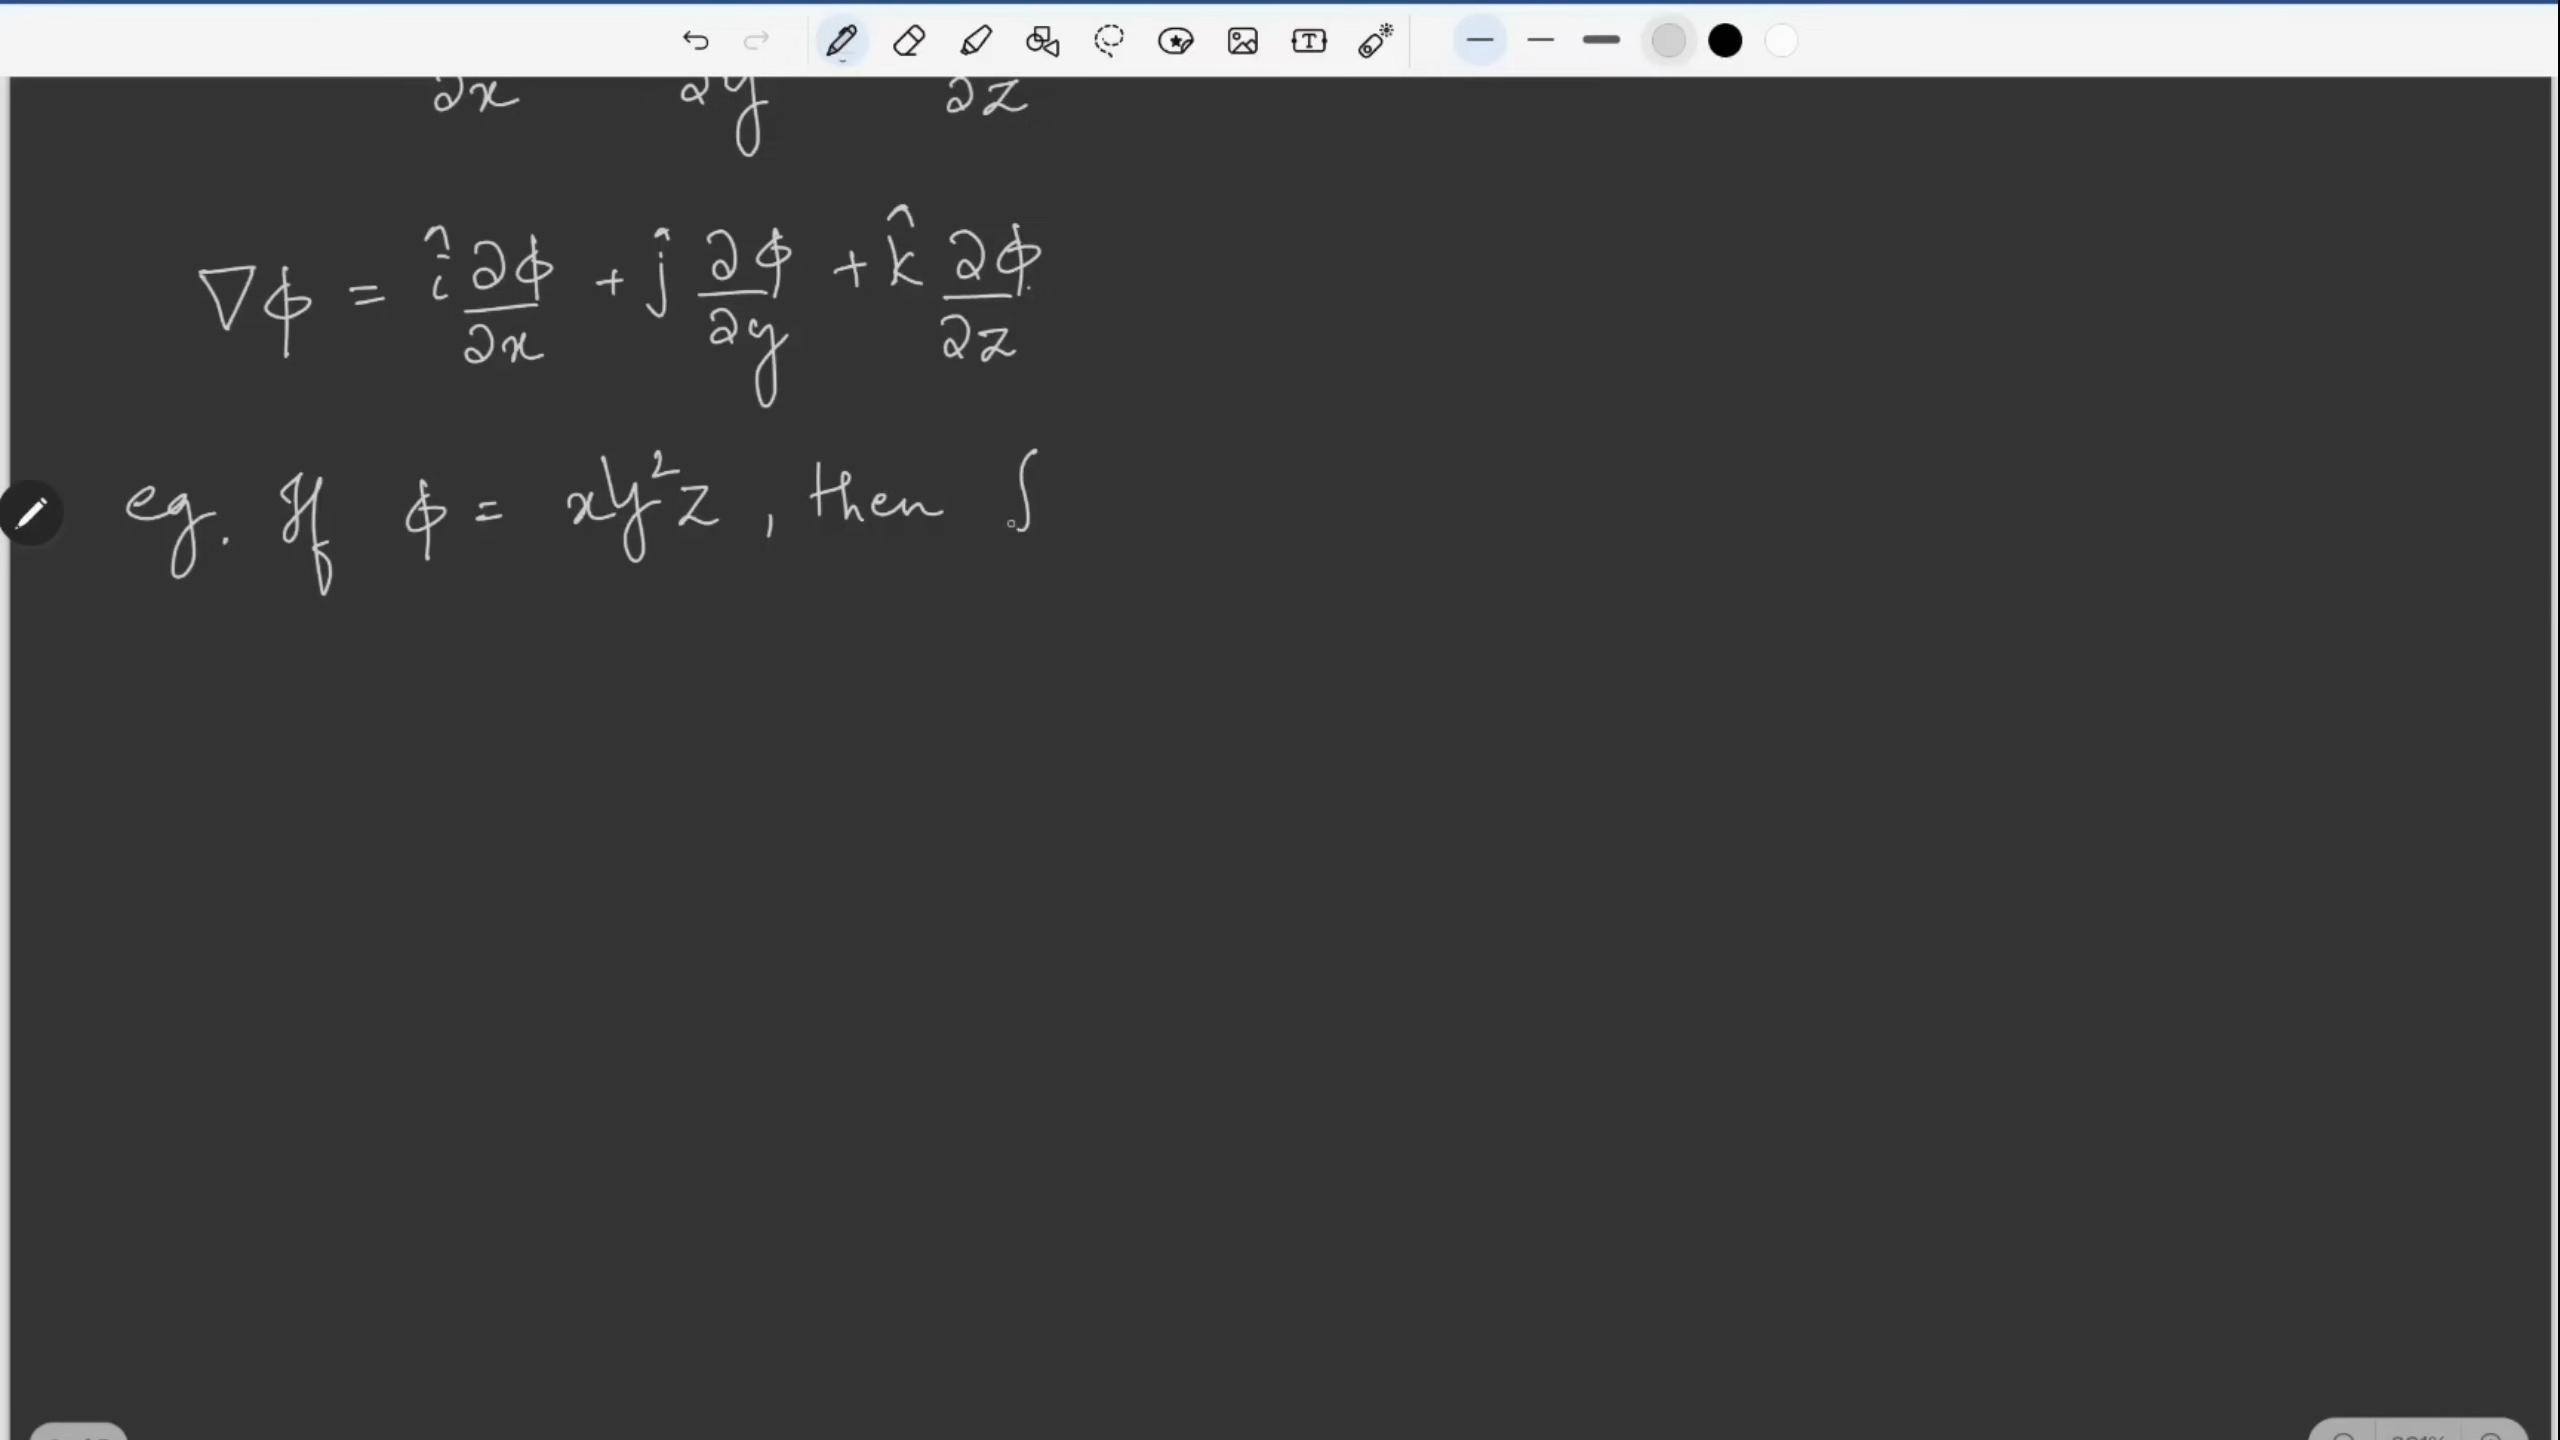 ∂x ∂y ∂z
∇ϕ = î ∂ϕ/∂x + ĵ ∂ϕ/∂y + k̂ ∂ϕ/∂z
eg. If ϕ = xy²z , then